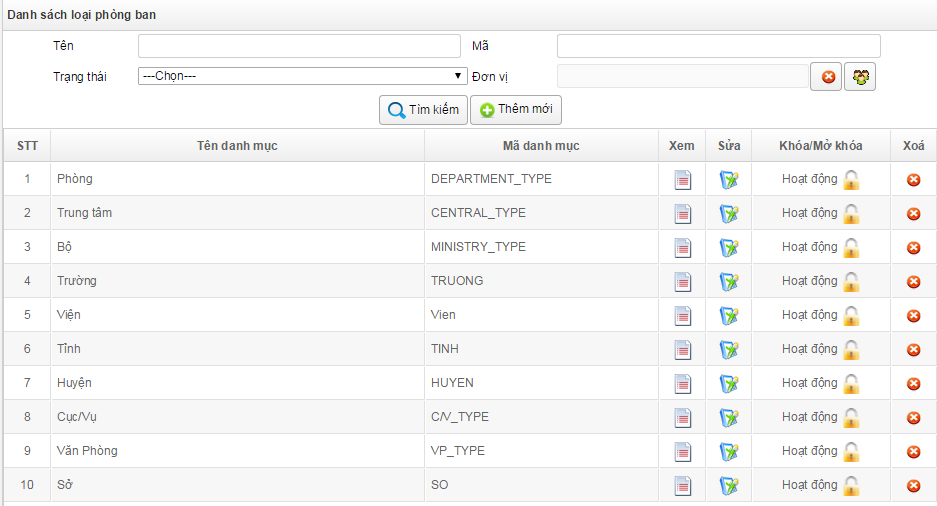 Danh sách loại phòng ban
Tên Mã
Trạng thái ---Chọn--- Đơn vị
Tìm kiếm Thêm mới
STT Tên danh mục Mã danh mục Xem Sửa Khóa/Mở khóa Xoá
1 Phòng DEPARTMENT_TYPE Hoạt động
2 Trung tâm CENTRAL_TYPE Hoạt động
3 Bộ MINISTRY_TYPE Hoạt động
4 Trường TRUONG Hoạt động
5 Viện Vien Hoạt động
6 Tỉnh TINH Hoạt động
7 Huyện HUYEN Hoạt động
8 Cục/Vụ C/V_TYPE Hoạt động
9 Văn Phòng VP_TYPE Hoạt động
10 Sở SO Hoạt động